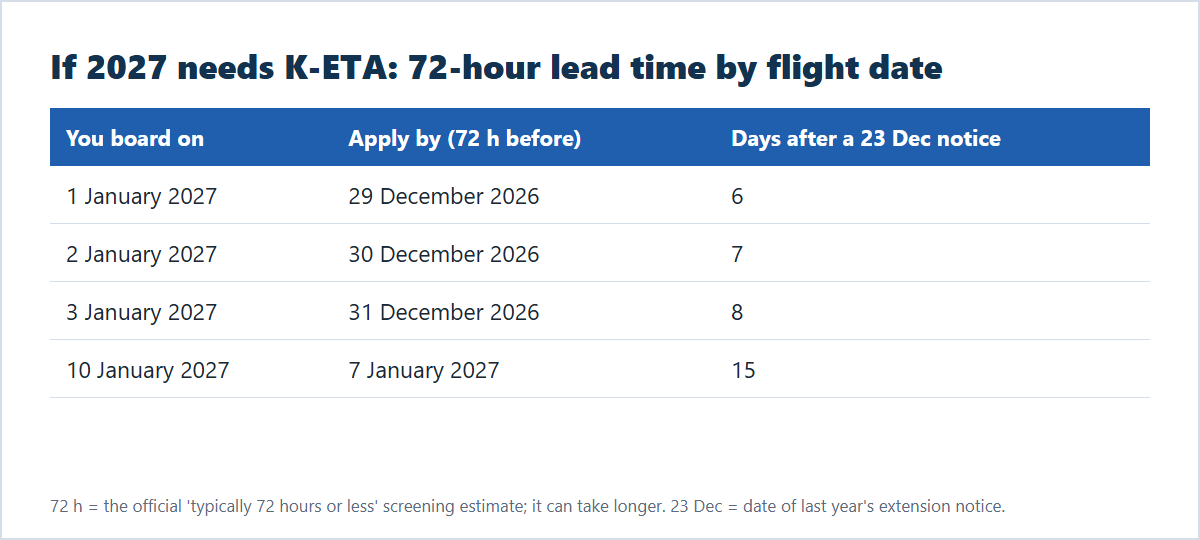 If 2027 needs K-ETA: 72-hour lead time by flight date
You board on Apply by (72 h before) Days after a 23 Dec notice
1 January 2027 29 December 2026 6
2 January 2027 30 December 2026 7
3 January 2027 31 December 2026 8
10 January 2027 7 January 2027 15
72 h = the official 'typically 72 hours or less' screening estimate; it can take longer. 23 Dec = date of last year's extension notice.